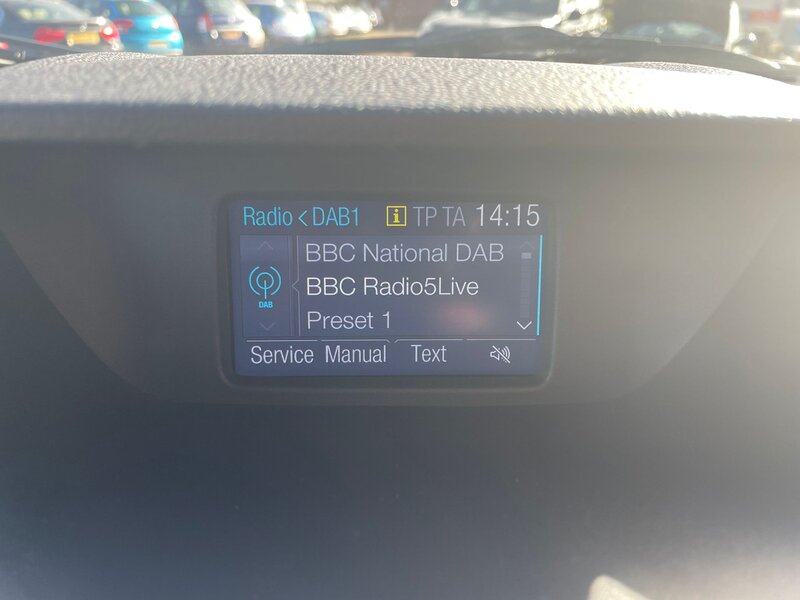 Radio < DAB1 i TP TA 14:15
BBC National DAB
BBC Radio5Live
DAB
Preset 1
Service Manual Text